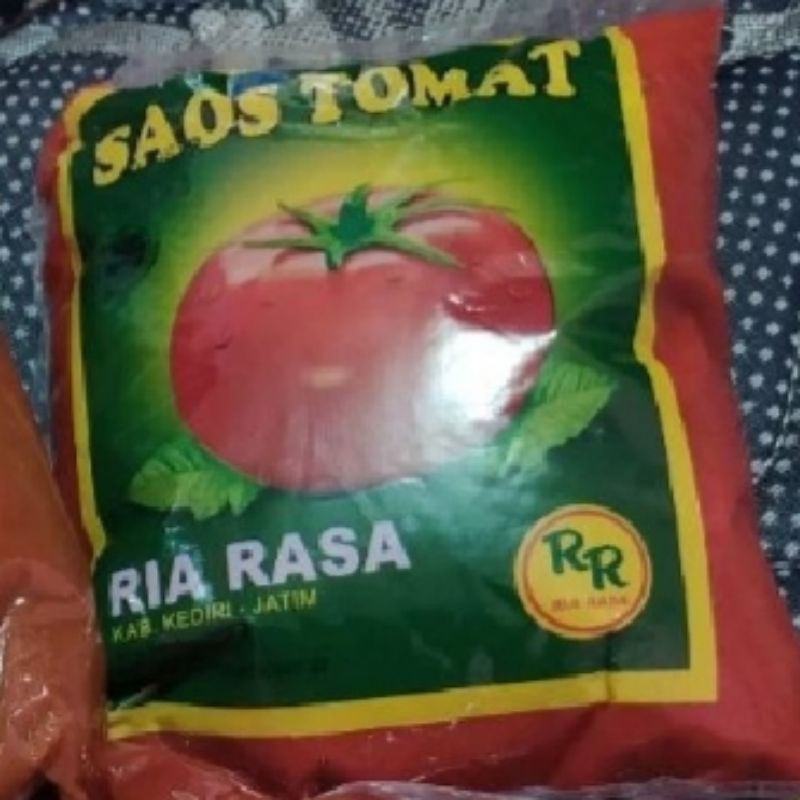 SAOS TOMAT
RIA RASA
KAB. KEDIRI - JATIM
RR
RIA RASA